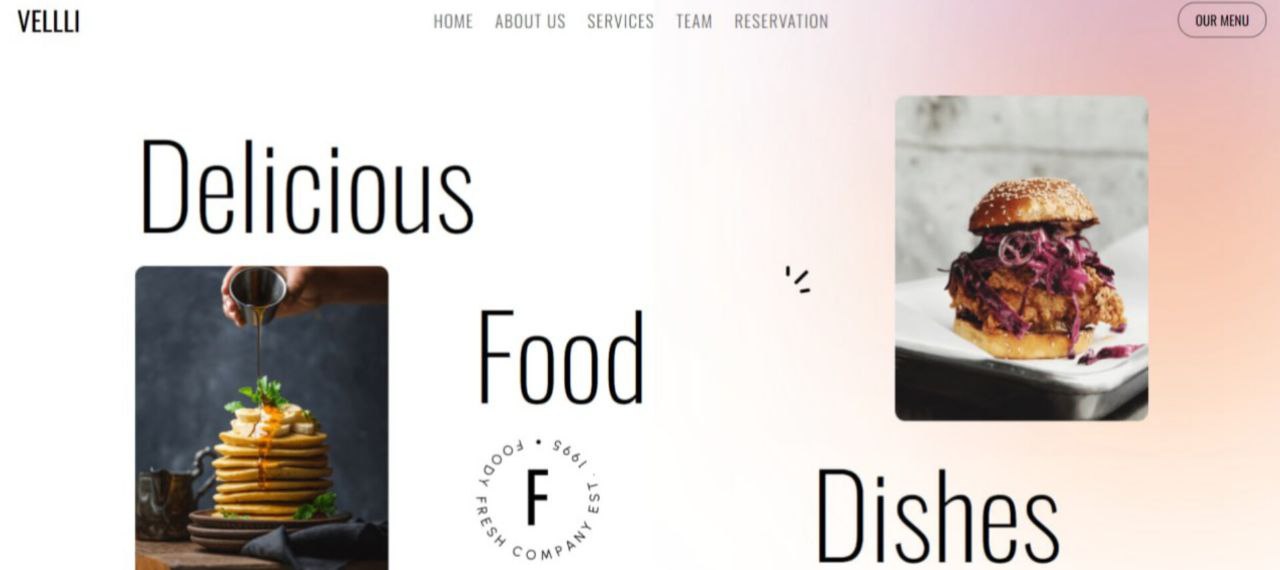 VELLLI
HOME ABOUT US SERVICES TEAM RESERVATION
OUR MENU
Delicious
Food
FOODY FRESH COMPANY EST. 1995 •
F
Dishes